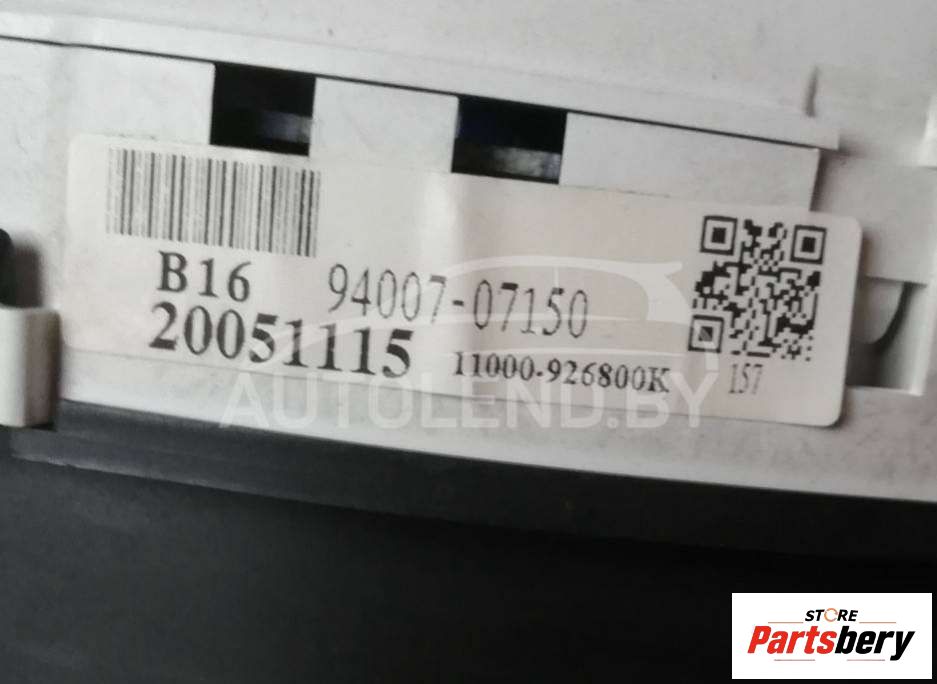 B16 94007-07150
20051115 11000-926800K
157
AUTOLEND.BY
STORE
Partsbery